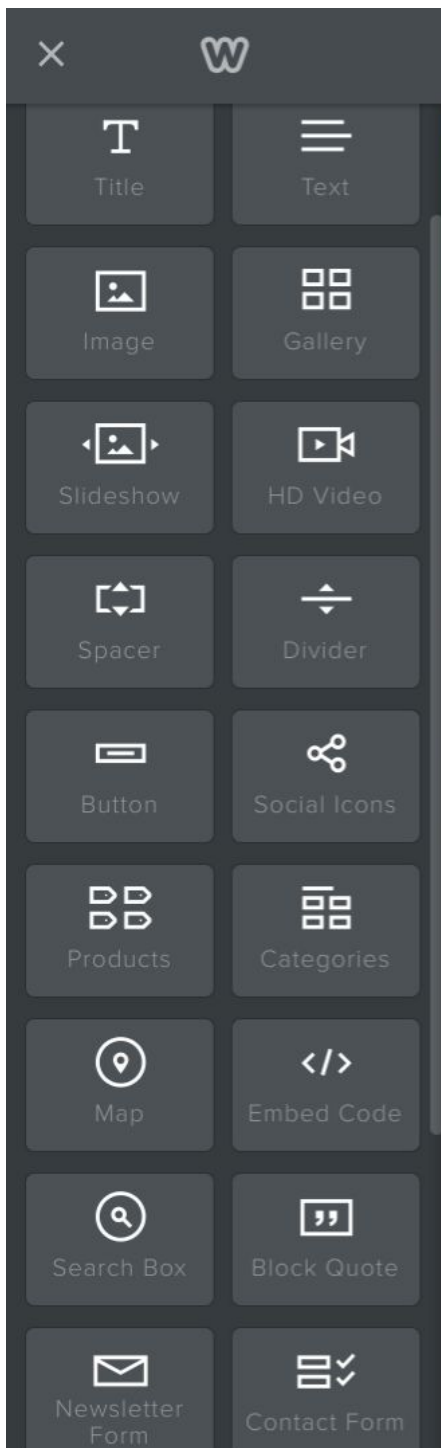 Title Text
Image Gallery
Slideshow HD Video
Spacer Divider
Button Social Icons
Products Categories
Map Embed Code
Search Box Block Quote
Newsletter
Form
Contact Form